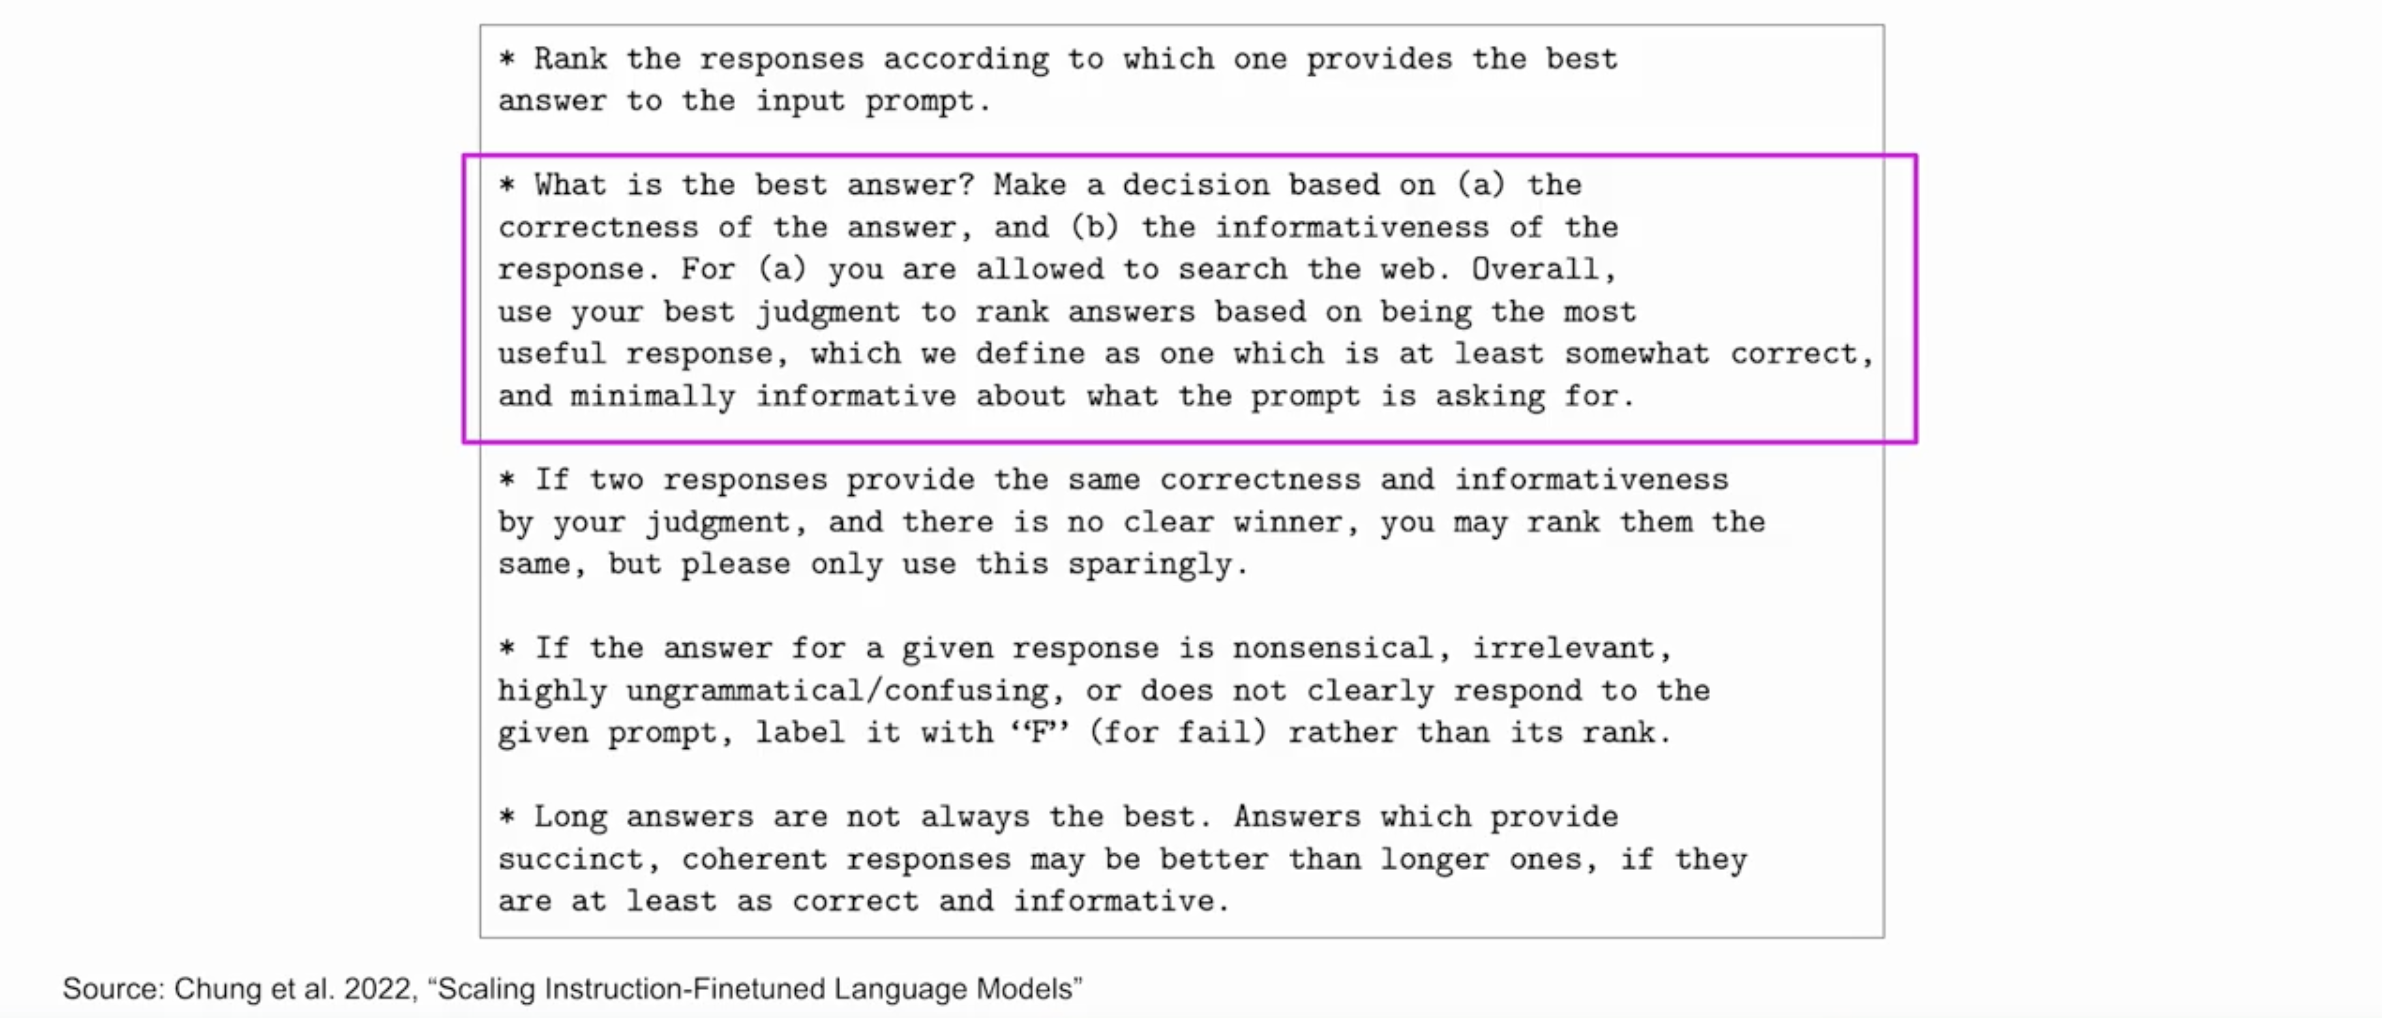 * Rank the responses according to which one provides the best
answer to the input prompt.
* What is the best answer? Make a decision based on (a) the
correctness of the answer, and (b) the informativeness of the
response. For (a) you are allowed to search the web. Overall,
use your best judgment to rank answers based on being the most
useful response, which we define as one which is at least somewhat correct,
and minimally informative about what the prompt is asking for.
* If two responses provide the same correctness and informativeness
by your judgment, and there is no clear winner, you may rank them the
same, but please only use this sparingly.
* If the answer for a given response is nonsensical, irrelevant,
highly ungrammatical/confusing, or does not clearly respond to the
given prompt, label it with “F” (for fail) rather than its rank.
* Long answers are not always the best. Answers which provide
succinct, coherent responses may be better than longer ones, if they
are at least as correct and informative.
Source: Chung et al. 2022, “Scaling Instruction-Finetuned Language Models”